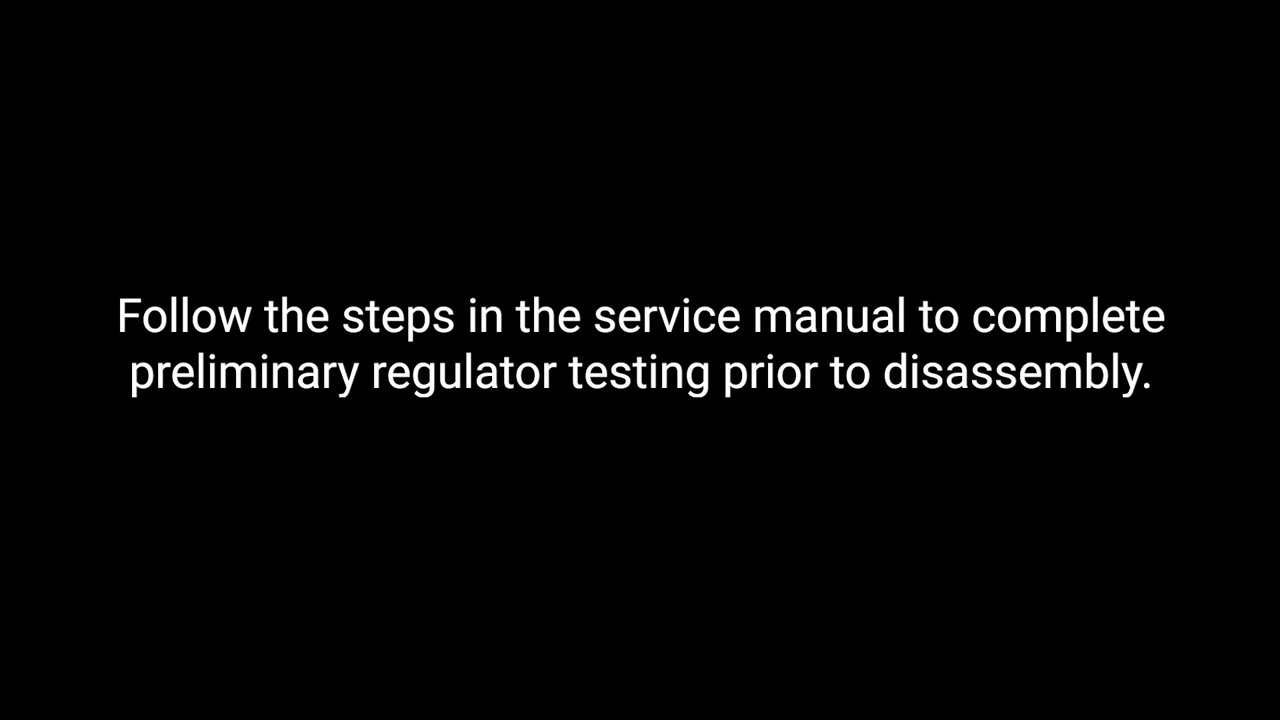 Follow the steps in the service manual to complete
preliminary regulator testing prior to disassembly.